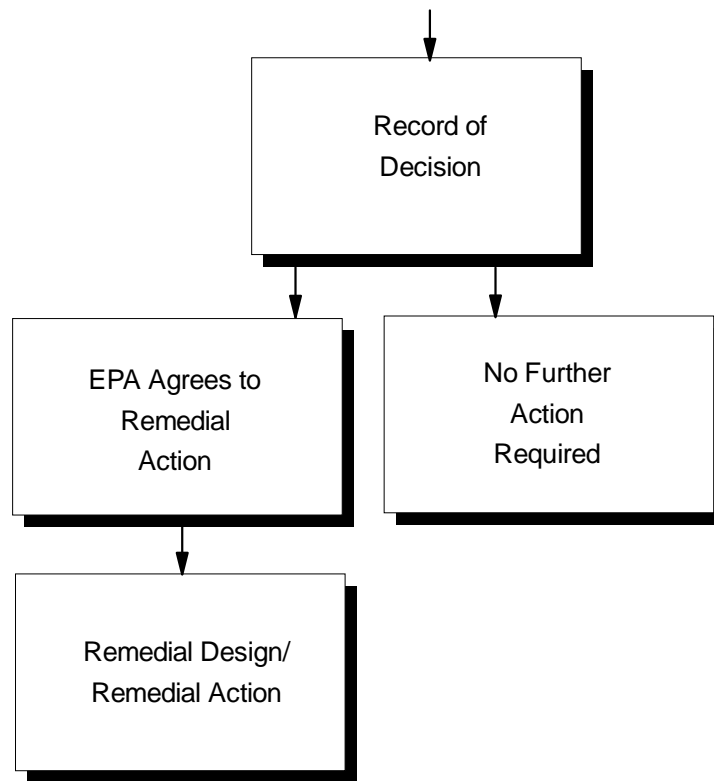 Record of
Decision
EPA Agrees to
Remedial
Action
No Further
Action
Required
Remedial Design/
Remedial Action